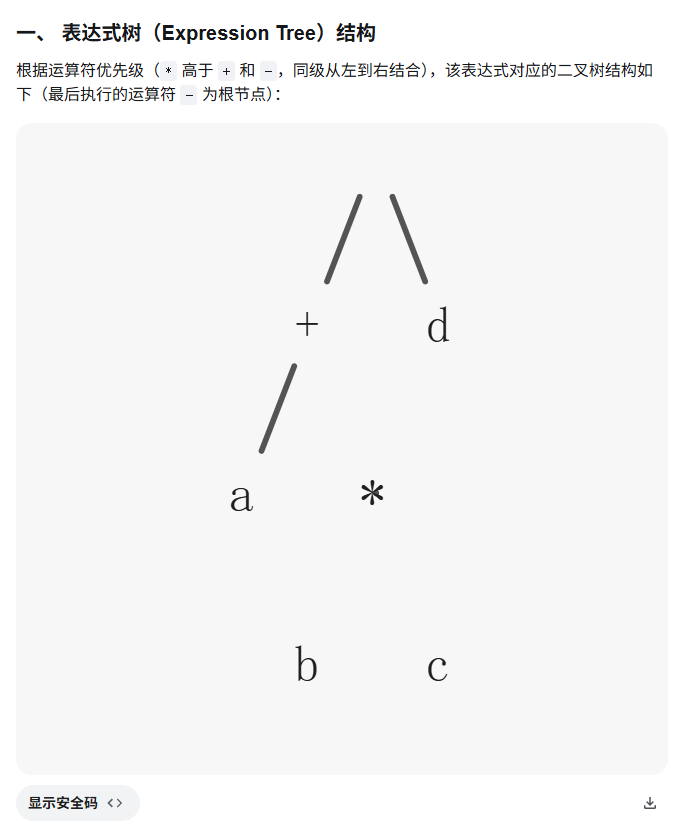 一、 表达式树（Expression Tree）结构
根据运算符优先级（ * 高于 + 和 -，同级从左到右结合），该表达式对应的二叉树结构如
下（最后执行的运算符 - 为根节点）：
+ d
a *
b c
显示安全码 <>